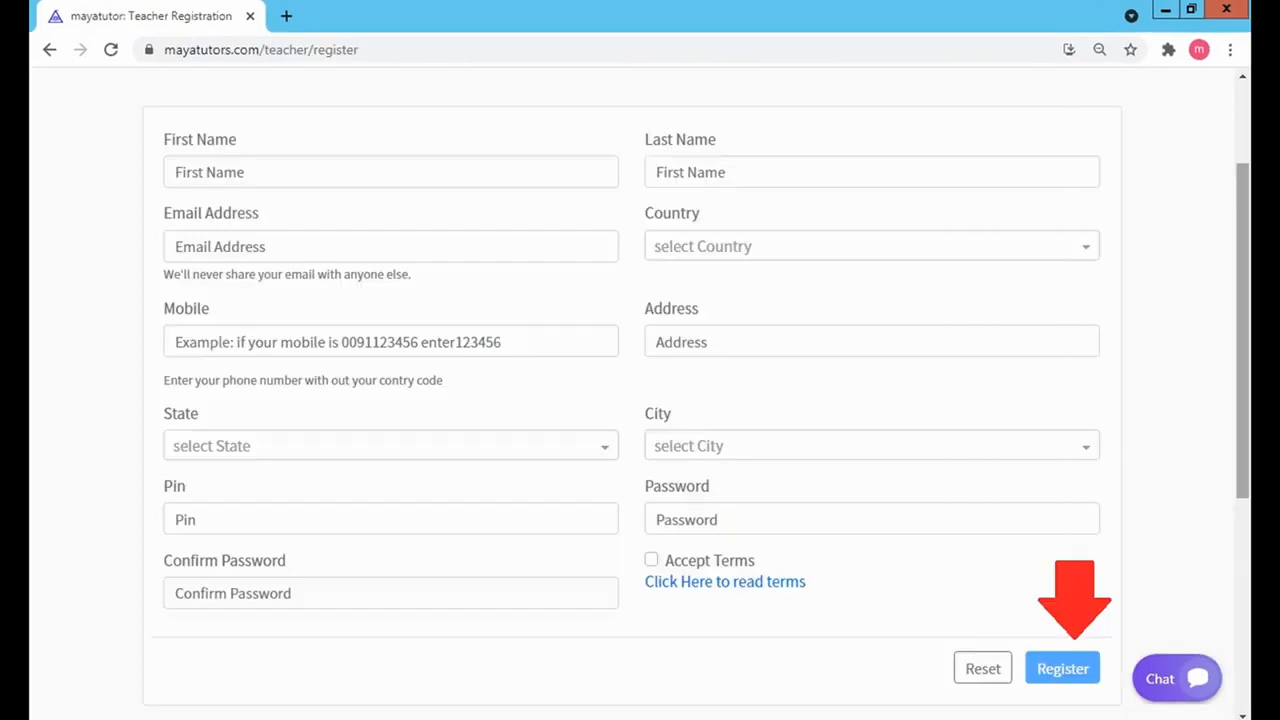 mayatutor: Teacher Registration
mayatutors.com/teacher/register
m
First Name
Last Name
First Name
First Name
Email Address
Country
Email Address
select Country
We'll never share your email with anyone else.
Mobile
Address
Example: if your mobile is 0091123456 enter123456
Address
Enter your phone number with out your contry code
State
City
select State
select City
Pin
Password
Pin
Password
Confirm Password
Accept Terms
Click Here to read terms
Confirm Password
Reset
Register
Chat